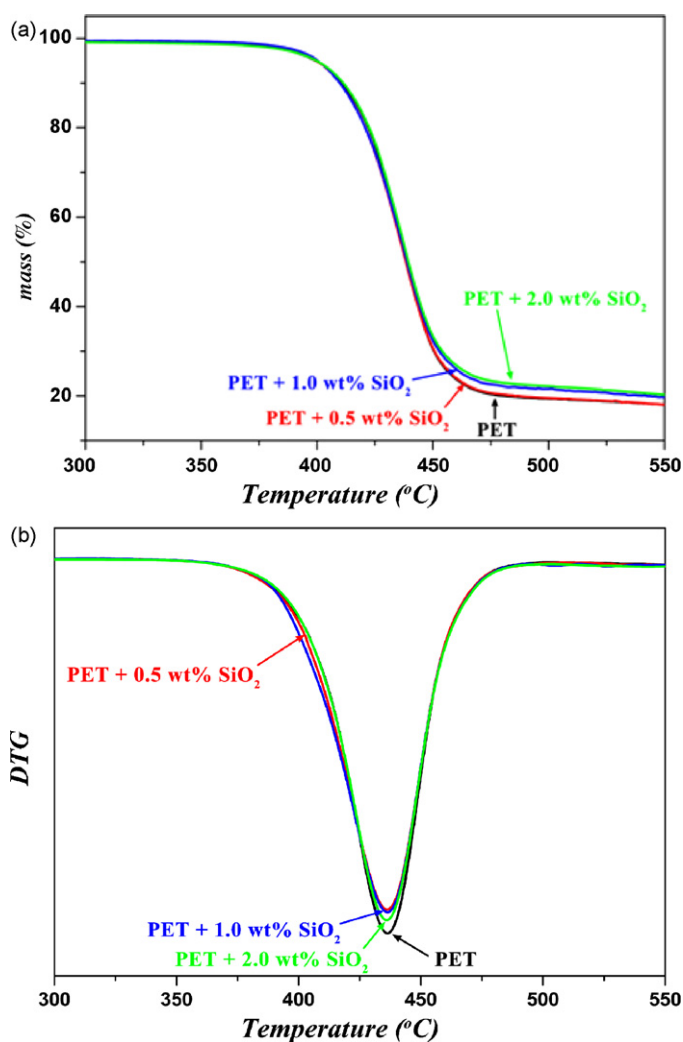 (a)
100
80
60
40
20
mass (%)
PET + 2.0 wt% SiO₂
PET + 1.0 wt% SiO₂
PET + 0.5 wt% SiO₂
PET
300 350 400 450 500 550
Temperature (°C)
(b)
PET + 0.5 wt% SiO₂
DTG
PET + 1.0 wt% SiO₂
PET + 2.0 wt% SiO₂
PET
300 350 400 450 500 550
Temperature (°C)